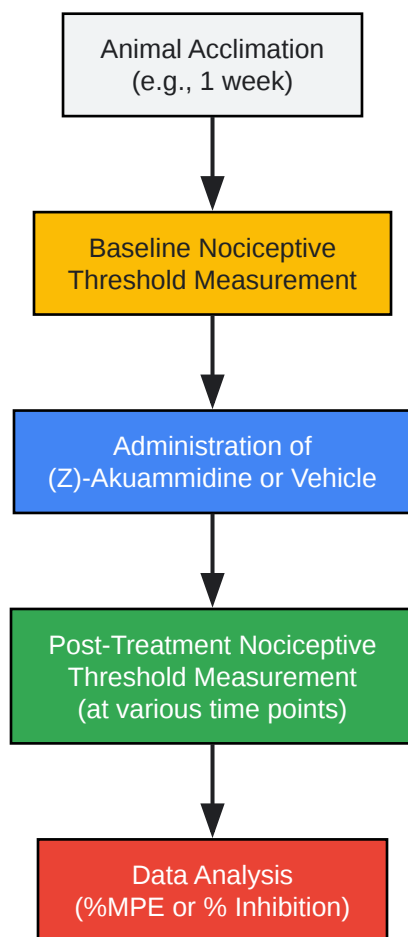 Animal Acclimation
(e.g., 1 week)
Baseline Nociceptive
Threshold Measurement
Administration of
(Z)-Akuammidine or Vehicle
Post-Treatment Nociceptive
Threshold Measurement
(at various time points)
Data Analysis
(%MPE or % Inhibition)